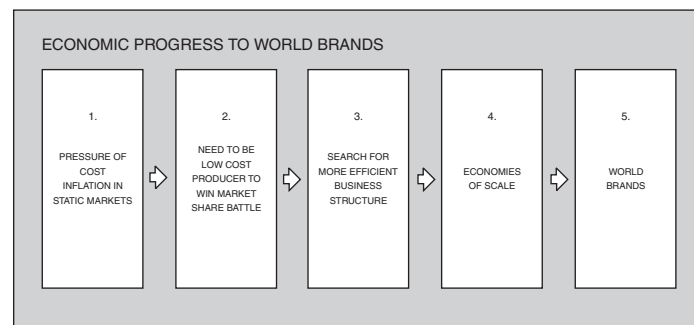 ECONOMIC PROGRESS TO WORLD BRANDS
1.
PRESSURE OF
COST
INFLATION IN
STATIC MARKETS
2.
NEED TO BE
LOW COST
PRODUCER TO
WIN MARKET
SHARE BATTLE
3.
SEARCH FOR
MORE EFFICIENT
BUSINESS
STRUCTURE
4.
ECONOMIES
OF SCALE
5.
WORLD
BRANDS